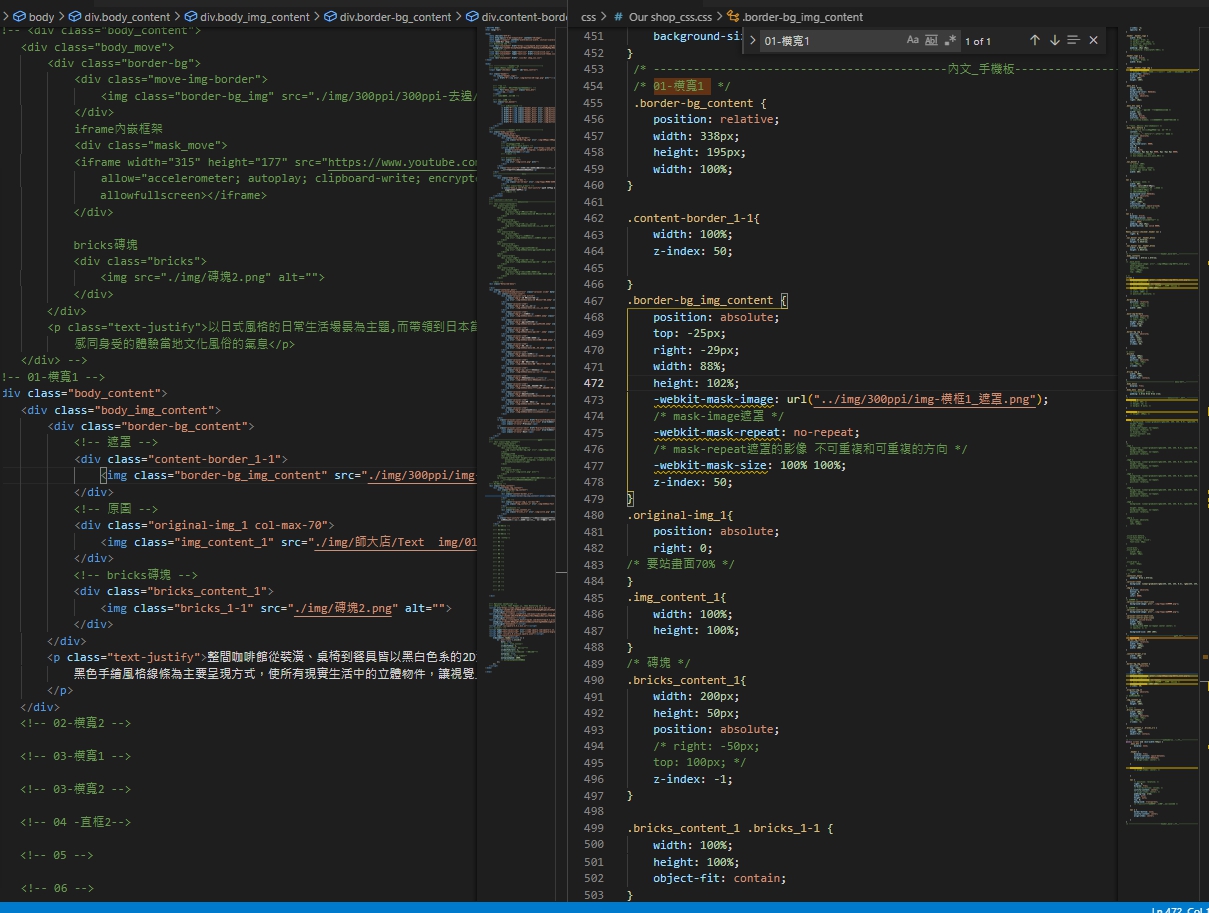 body > div.body_content > div.body_img_content > div.border-bg_content > div.content-bord
!-- <div class="body_content">
<div class="body_move">
<div class="border-bg">
<div class="move-img-border">
<img class="border-bg_img" src="./img/300ppi/300ppi-去邊/
</div>
iframe內嵌框架
<div class="mask_move">
<iframe width="315" height="177" src="https://www.youtube.co
allow="accelerometer; autoplay; clipboard-write; encrypt
allowfullscreen></iframe>
</div>
bricks磚塊
<div class="bricks">
<img src="./img/磚塊2.png" alt="">
</div>
</div>
<p class="text-justify">以日式風格的日常生活場景為主題,而帶領到日本當
感同身受的體驗當地文化風俗的氣息</p>
</div> -->
!-- 01-橫寬1 -->
div class="body_content">
<div class="body_img_content">
<div class="border-bg_content">
<!-- 遮罩 -->
<div class="content-border_1-1">
<img class="border-bg_img_content" src="./img/300ppi/img
</div>
<!-- 原圖 -->
<div class="original-img_1 col-max-70">
<img class="img_content_1" src="./img/師大店/Text  img/01
</div>
<!-- bricks磚塊 -->
<div class="bricks_content_1">
<img class="bricks_1-1" src="./img/磚塊2.png" alt="">
</div>
</div>
<p class="text-justify">整間咖啡館從裝潢、桌椅到餐具皆以黑白色系的2D
黑色手繪風格線條為主要呈現方式，使所有現實生活中的立體物件，讓視覺
</p>
</div>
<!-- 02-橫寬2 -->
<!-- 03-橫寬1 -->
<!-- 03-橫寬2 -->
<!-- 04 -直框2-->
<!-- 05 -->
<!-- 06 -->
css > # Our shop_css.css > .border-bg_img_content
01-橫寬1 Aa ab .* 1 of 1
451 background-si
452 }
453 /* ---------------------------------------------內文_手機板---------------
454 /* 01-橫寬1 */
455 .border-bg_content {
456 position: relative;
457 width: 338px;
458 height: 195px;
459 width: 100%;
460 }
461
462 .content-border_1-1{
463 width: 100%;
464 z-index: 50;
465
466 }
467 .border-bg_img_content {
468 position: absolute;
469 top: -25px;
470 right: -29px;
471 width: 88%;
472 height: 102%;
473 -webkit-mask-image: url("../img/300ppi/img-橫框1_遮罩.png");
474 /* mask-image遮罩 */
475 -webkit-mask-repeat: no-repeat;
476 /* mask-repeat遮罩的影像 不可重複和可重複的方向 */
477 -webkit-mask-size: 100% 100%;
478 z-index: 50;
479 }
480 .original-img_1{
481 position: absolute;
482 right: 0;
483 /* 要站畫面70% */
484 }
485 .img_content_1{
486 width: 100%;
487 height: 100%;
488 }
489 /* 磚塊 */
490 .bricks_content_1{
491 width: 200px;
492 height: 50px;
493 position: absolute;
494 /* right: -50px;
495 top: 100px; */
496 z-index: -1;
497 }
498
499 .bricks_content_1 .bricks_1-1 {
500 width: 100%;
501 height: 100%;
502 object-fit: contain;
503 }
Ln 472, Col 1